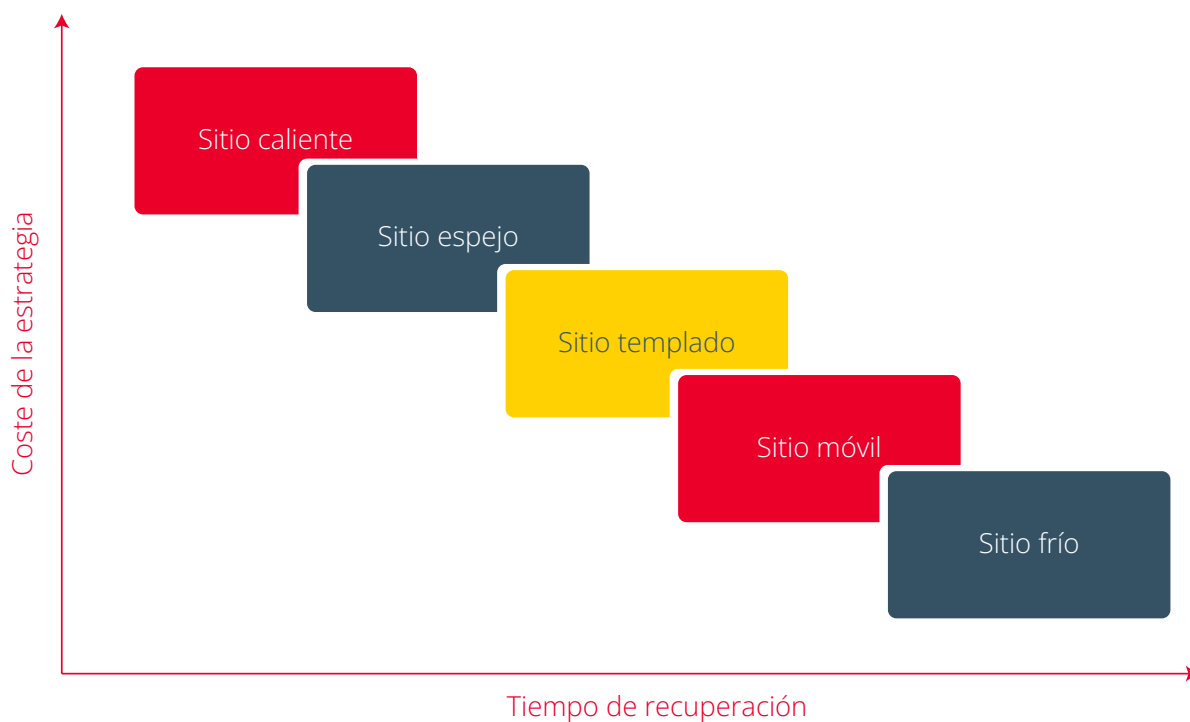 Sitio caliente
Sitio espejo
Sitio templado
Sitio móvil
Sitio frío
Coste de la estrategia
Tiempo de recuperación